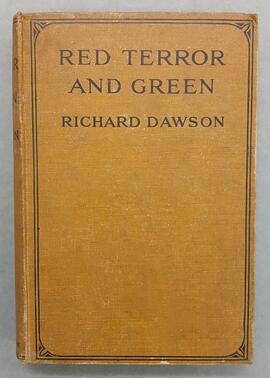 RED TERROR
AND GREEN
RICHARD DAWSON